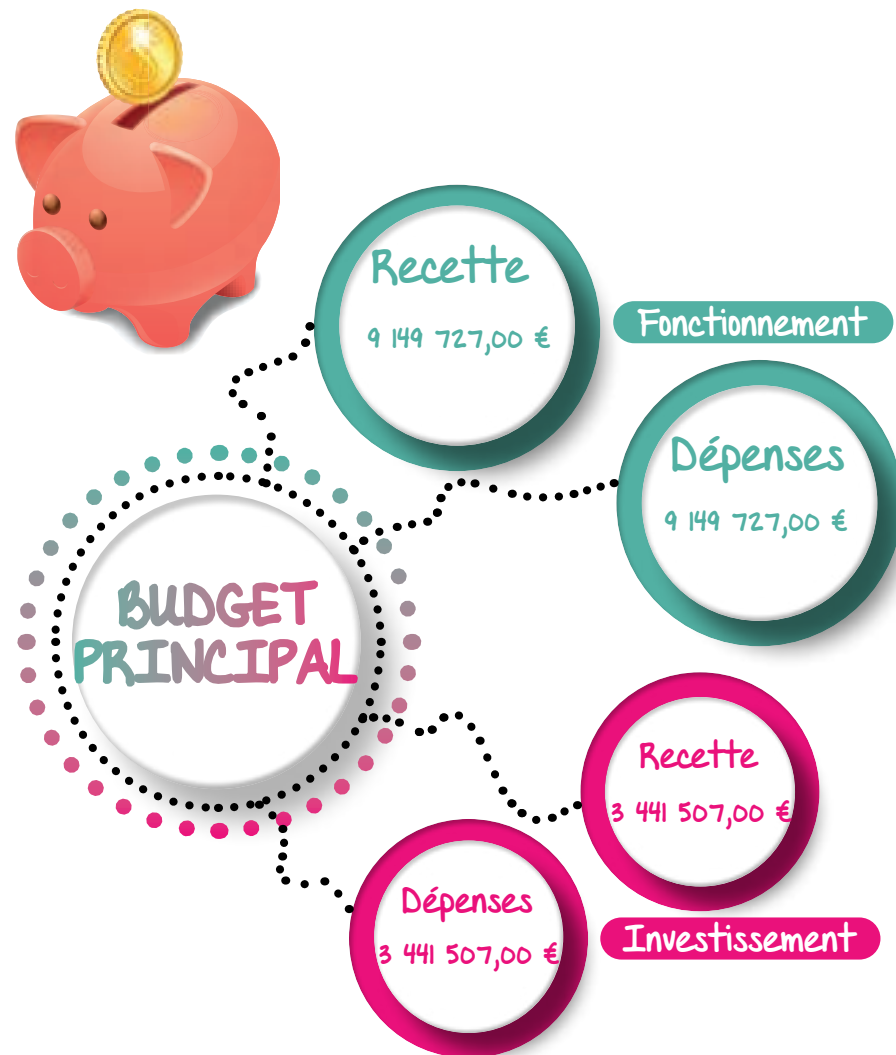 Recette
9 149 727,00 €
Fonctionnement
Dépenses
9 149 727,00 €
BUDGET
PRINCIPAL
Recette
3 441 507,00 €
Dépenses
3 441 507,00 €
Investissement